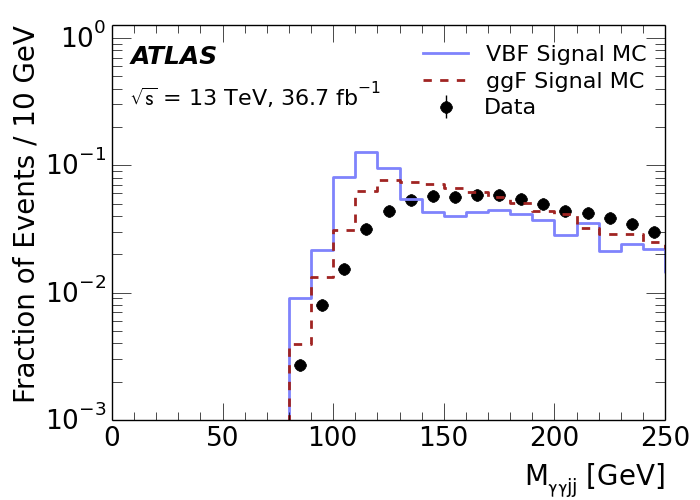 Fraction of Events / 10 GeV
10⁰
10⁻¹
10⁻²
10⁻³
ATLAS
√s = 13 TeV, 36.7 fb⁻¹
VBF Signal MC
ggF Signal MC
Data
0 50 100 150 200 250
M_γγjj [GeV]